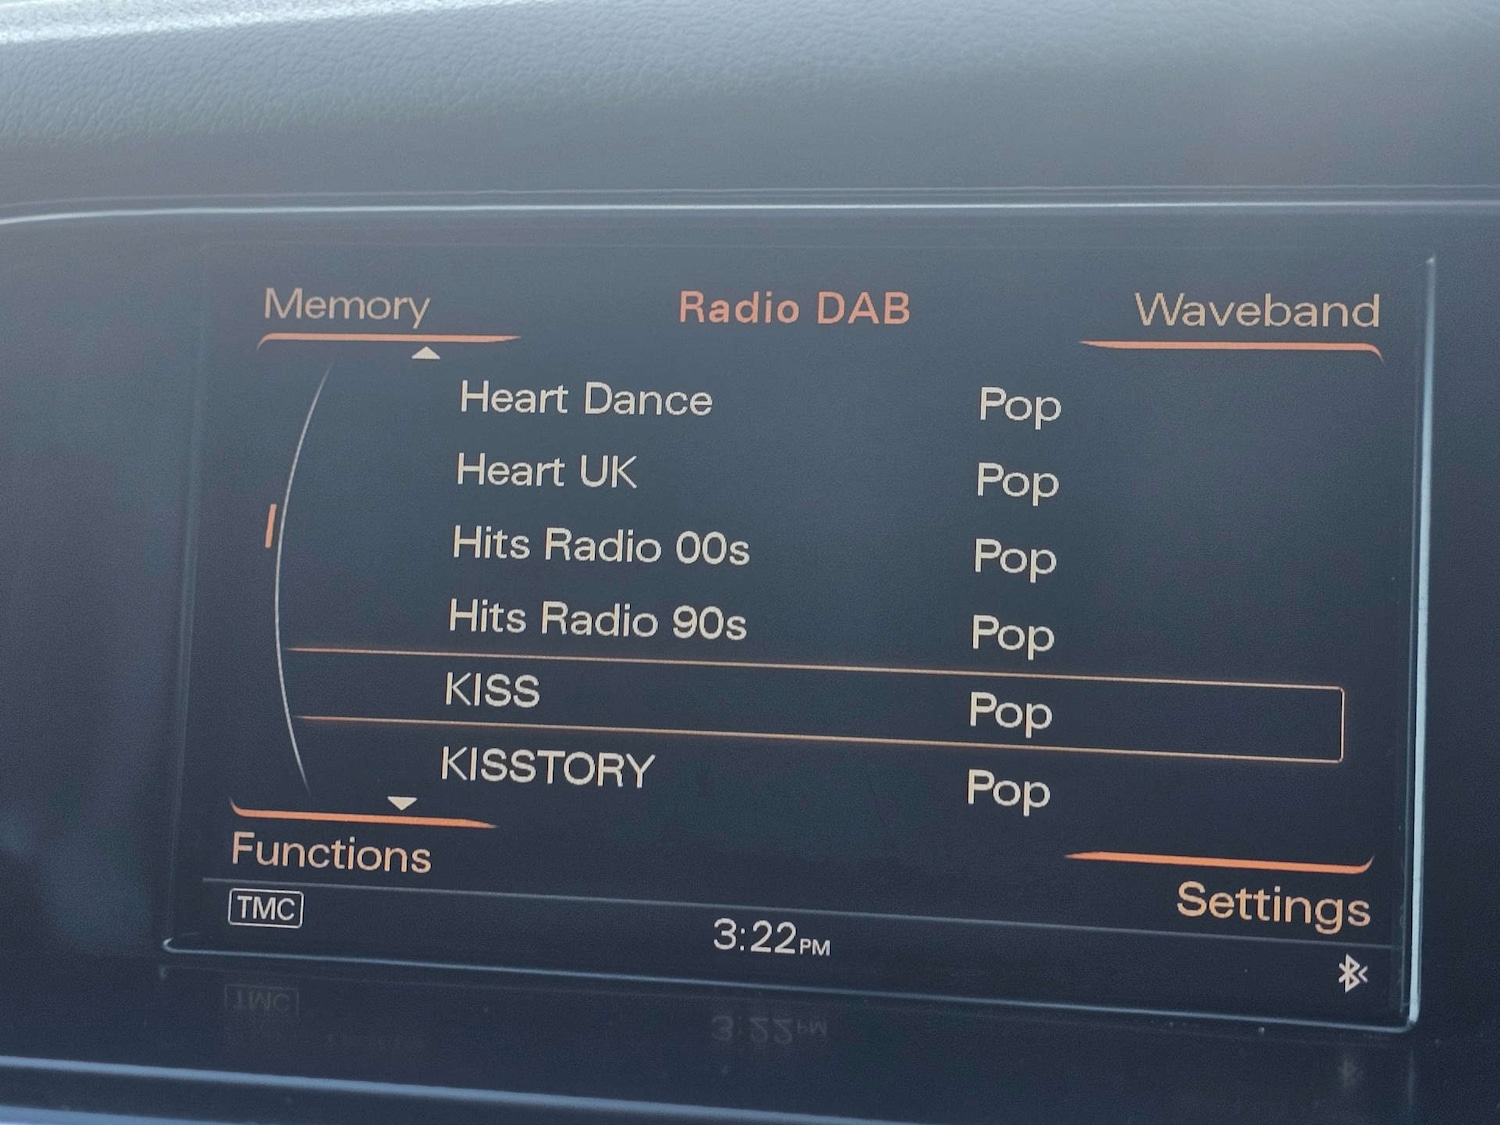 Memory Radio DAB Waveband
Heart Dance Pop
Heart UK Pop
Hits Radio 00s Pop
Hits Radio 90s Pop
KISS Pop
KISSTORY Pop
Functions Settings
TMC 3:22PM